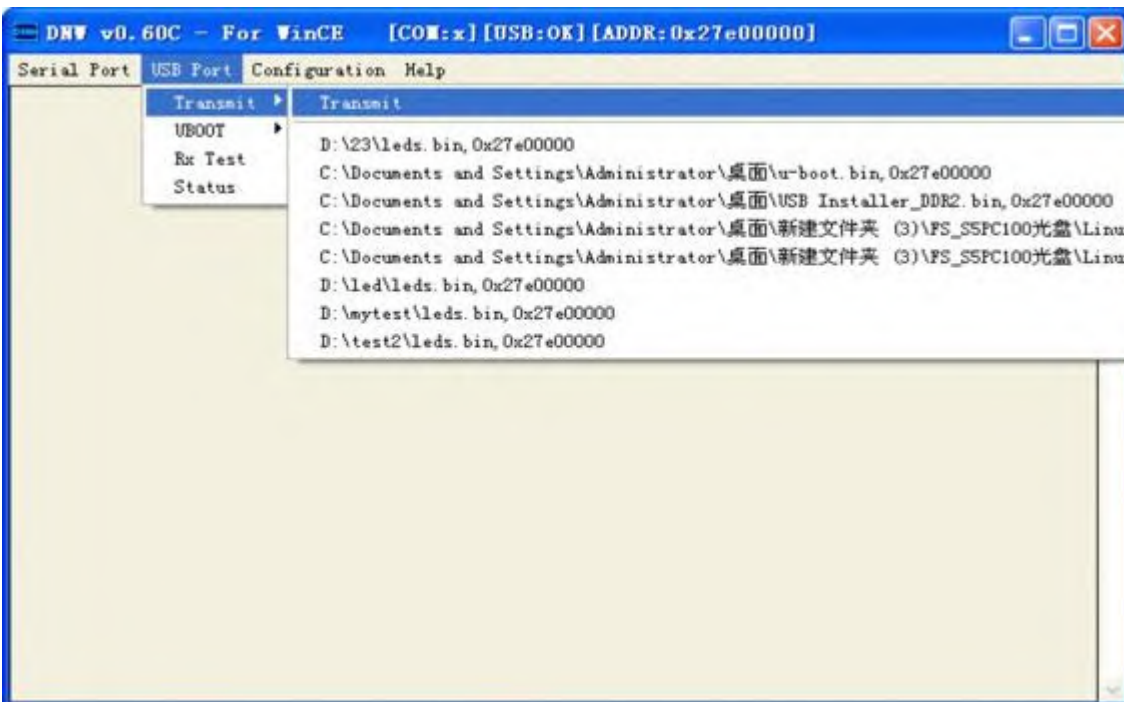 DNW v0.60C - For WinCE [COM:x][USB:OK][ADDR:0x27e00000]
Serial Port USB Port Configuration Help
Transmit Transmit
UBOOT
Rx Test
Status
D:\23\leds.bin,0x27e00000
C:\Documents and Settings\Administrator\桌面\u-boot.bin,0x27e00000
C:\Documents and Settings\Administrator\桌面\USB Installer_DDR2.bin,0x27e00000
C:\Documents and Settings\Administrator\桌面\新建文件夹 (3)\FS_S5PC100光盘\Linu
C:\Documents and Settings\Administrator\桌面\新建文件夹 (3)\FS_S5PC100光盘\Linu
D:\led\leds.bin,0x27e00000
D:\mytest\leds.bin,0x27e00000
D:\test2\leds.bin,0x27e00000